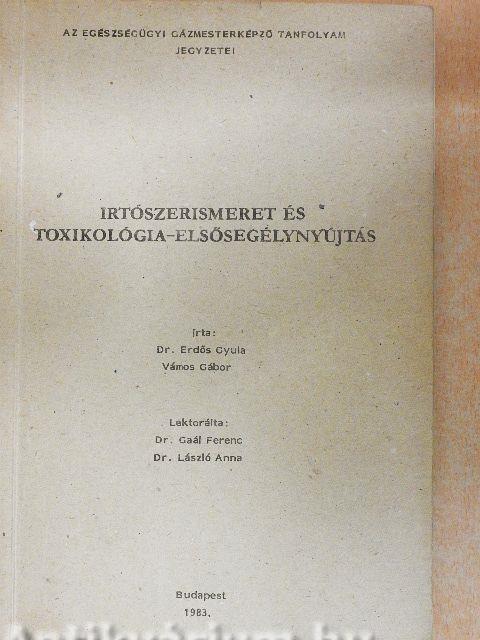 AZ EGÉSZSÉGÜGYI GÁZMESTERKÉPZŐ TANFOLYAM
JEGYZETEI
IRTÓSZERISMERET ÉS
TOXIKOLÓGIA-ELSŐSEGÉLYNYÚJTÁS
írta:
Dr. Erdős Gyula
Vámos Gábor
Lektorálta:
Dr. Gaál Ferenc
Dr. László Anna
Budapest
1983.